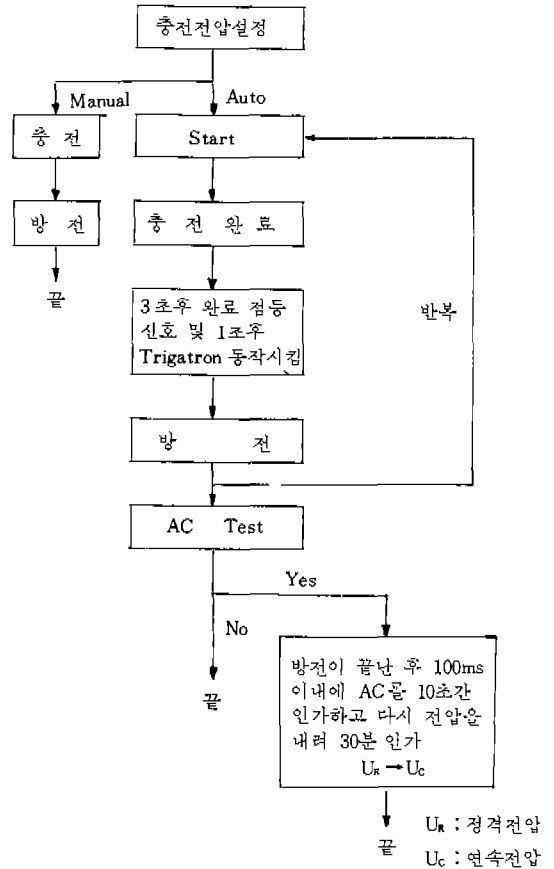 충전전압설정
Manual
Auto
충 전
Start
방 전
충 전 완 료
끝
3초후 완료 점등
신호 및 1초후
Trigatron 동작시킴
반복
방 전
AC Test
Yes
No
끝
방전이 끝난 후 100ms
이내에 AC를 10초간
인가하고 다시 전압을
내려 30분 인가
U_R → U_C
끝
U_R : 정격전압
U_C : 연속전압